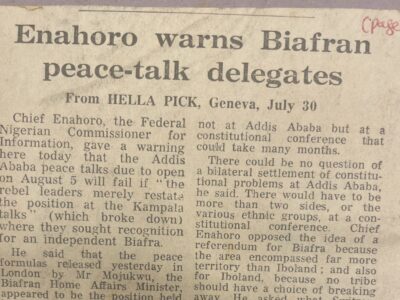 (page
Enahoro warns Biafran
peace-talk delegates
From HELLA PICK, Geneva, July 30
Chief Enahoro, the Federal
Nigerian Commissioner for
Information, gave a warning
here today that the Addis
Ababa peace talks due to open
on August 5 will fail if "the
rebel leaders merely restate
the position at the Kampala
talks" (which broke down)
where they sought recognition
for an independent Biafra.
He said that the peace
formulas released yesterday in
London by Mr Mojukwu, the
Biafran Home Affairs Minister,
appeared to be the position held
not at Addis Ababa but at a
constitutional conference that
could take many months.
There could be no question of
a bilateral settlement of constitu-
tional problems at Addis Ababa,
he said. There would have to be
more than two sides, or the
various ethnic groups, at a con-
stitutional conference. Chief
Enahoro opposed the idea of a
referendum for Biafra because
the area encompassed far more
territory than Iboland; and also
for Iboland, because no tribe
should have a choice of breaking
away. He asked